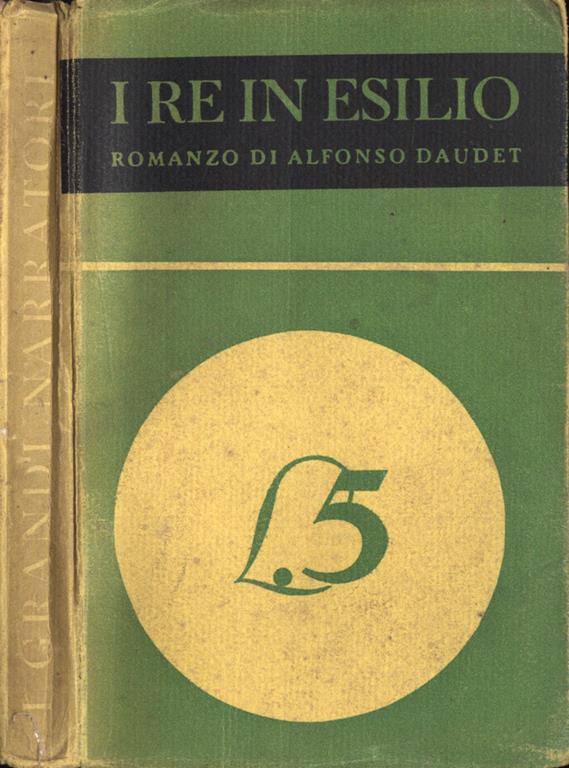 I RE IN ESILIO
ROMANZO DI ALFONSO DAUDET
L.5
I GRANDI NARRATORI